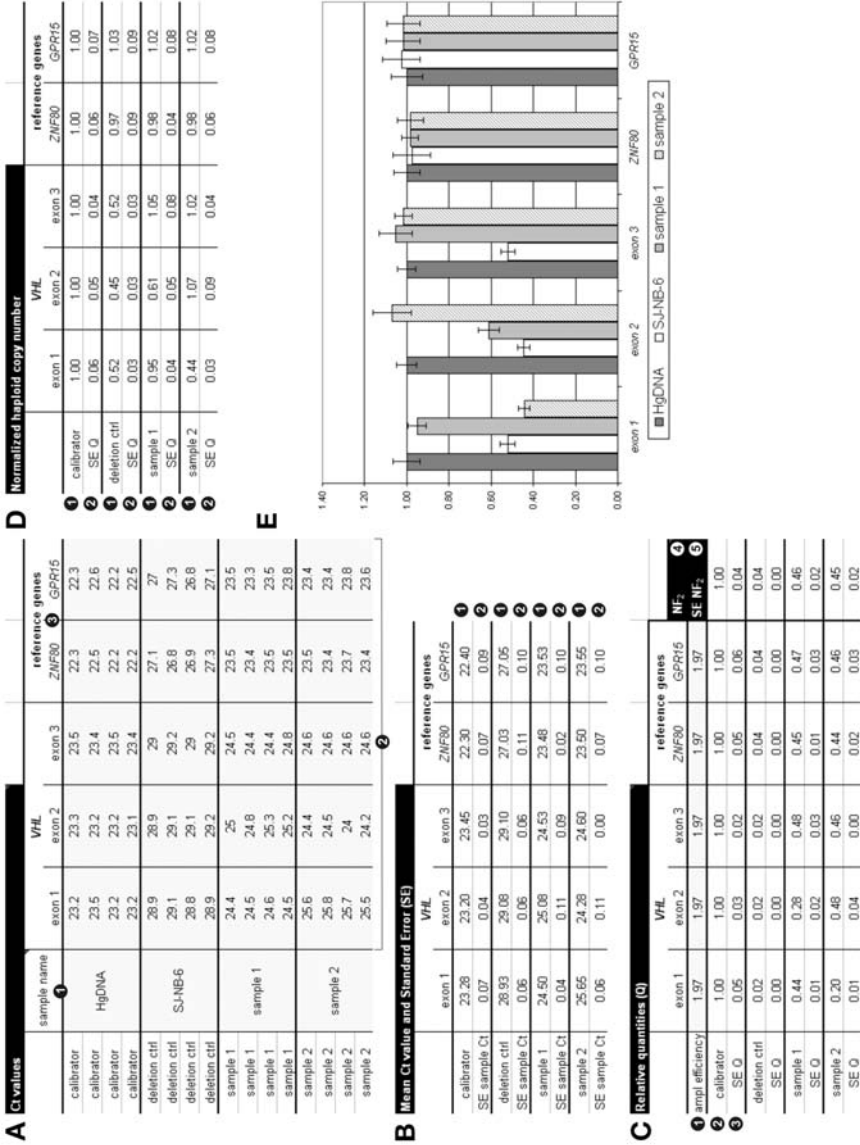 A
Ct values
VHL reference genes
sample name exon 1 exon 2 exon 3 ZNF80 GPR15
1 3
calibrator HgDNA 23.2 23.3 23.5 22.3 22.3
calibrator 23.5 23.2 23.4 22.5 22.6
calibrator 23.2 23.2 23.5 22.2 22.2
calibrator 23.2 23.1 23.4 22.2 22.5
deletion ctrl SJ-NB-6 28.9 28.9 29 27.1 27
deletion ctrl 29.1 29.1 29.2 26.8 27.3
deletion ctrl 28.8 29.1 29 26.9 26.8
deletion ctrl 28.9 29.2 29.2 27.3 27.1
sample 1 sample 1 24.4 25 24.5 23.5 23.5
sample 1 24.5 24.8 24.4 23.4 23.3
sample 1 24.6 25.3 24.4 23.5 23.5
sample 1 24.5 25.2 24.8 23.5 23.8
sample 2 sample 2 25.6 24.4 24.6 23.5 23.4
sample 2 25.8 24.5 24.6 23.4 23.4
sample 2 25.7 24 24.6 23.7 23.8
sample 2 25.5 24.2 24.6 23.4 23.6
2
B
Mean Ct value and Standard Error (SE)
VHL reference genes
exon 1 exon 2 exon 3 ZNF80 GPR15
calibrator 23.28 23.20 23.45 22.30 22.40 1
SE sample Ct 0.07 0.04 0.03 0.07 0.09 2
deletion ctrl 28.93 29.08 29.10 27.03 27.05 1
SE sample Ct 0.06 0.06 0.06 0.11 0.10 2
sample 1 24.50 25.08 24.53 23.48 23.53 1
SE sample Ct 0.04 0.11 0.09 0.02 0.10 2
sample 2 25.65 24.28 24.60 23.50 23.55 1
SE sample Ct 0.06 0.11 0.00 0.07 0.10 2
C
Relative quantities (Q)
VHL reference genes
exon 1 exon 2 exon 3 ZNF80 GPR15 NF2 4
1 ampl efficiency 1.97 1.97 1.97 1.97 1.97 SE NF2 5
2 calibrator 1.00 1.00 1.00 1.00 1.00 1.00
3 SE Q 0.05 0.03 0.02 0.05 0.06 0.04
deletion ctrl 0.02 0.02 0.02 0.04 0.04 0.04
SE Q 0.00 0.00 0.00 0.00 0.00 0.00
sample 1 0.44 0.28 0.48 0.45 0.47 0.46
SE Q 0.01 0.02 0.03 0.01 0.03 0.02
sample 2 0.20 0.48 0.46 0.44 0.46 0.45
SE Q 0.01 0.04 0.00 0.02 0.03 0.02
D
Normalized haploid copy number
VHL reference genes
exon 1 exon 2 exon 3 ZNF80 GPR15
1 calibrator 1.00 1.00 1.00 1.00 1.00
2 SE Q 0.06 0.05 0.04 0.06 0.07
1 deletion ctrl 0.52 0.45 0.52 0.97 1.03
2 SE Q 0.03 0.03 0.03 0.09 0.09
1 sample 1 0.95 0.61 1.05 0.98 1.02
2 SE Q 0.04 0.05 0.08 0.04 0.08
1 sample 2 0.44 1.07 1.02 0.98 1.02
2 SE Q 0.03 0.09 0.04 0.06 0.08
E
1.40
1.20
1.00
0.80
0.60
0.40
0.20
0.00
exon 1 exon 2 exon 3 ZNF80 GPR15
HgDNA SJ-NB-6 sample 1 sample 2